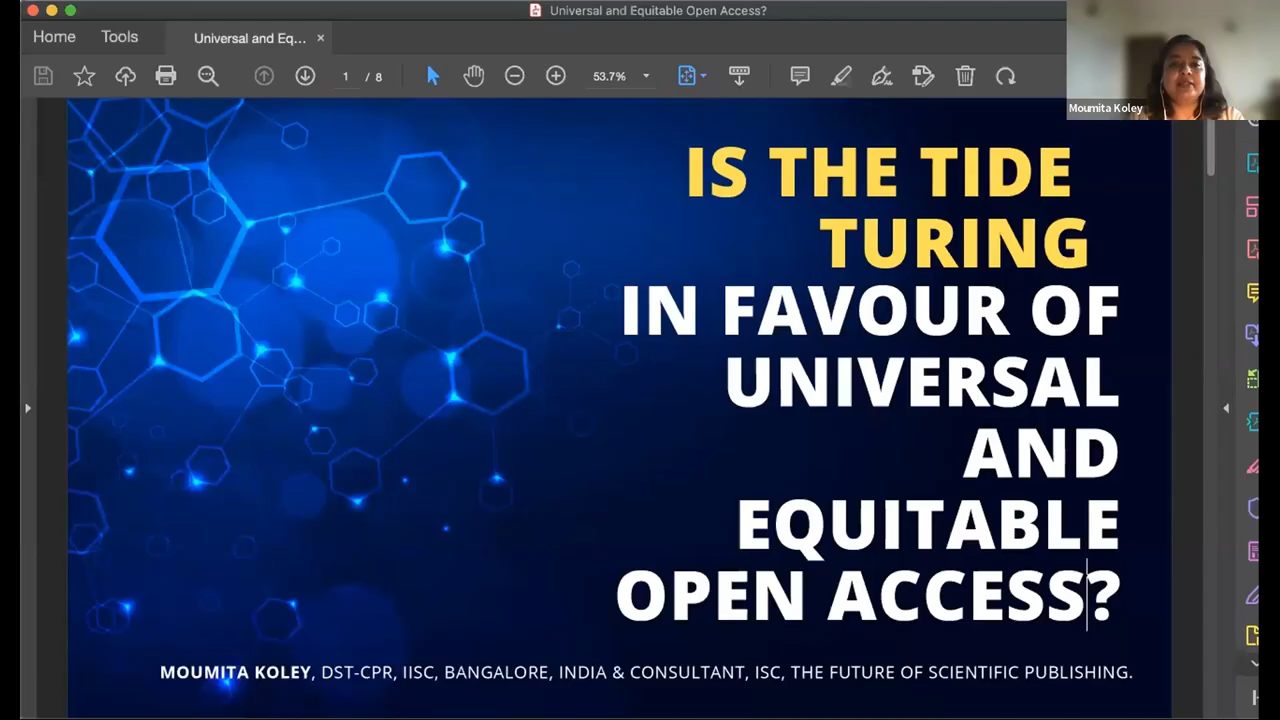 Universal and Equitable Open Access?
Home Tools Universal and Eq... ×
1 / 8 53.7%
Moumita Koley
IS THE TIDE
TURING
IN FAVOUR OF
UNIVERSAL
AND
EQUITABLE
OPEN ACCESS?
MOUMITA KOLEY, DST-CPR, IISC, BANGALORE, INDIA & CONSULTANT, ISC, THE FUTURE OF SCIENTIFIC PUBLISHING.